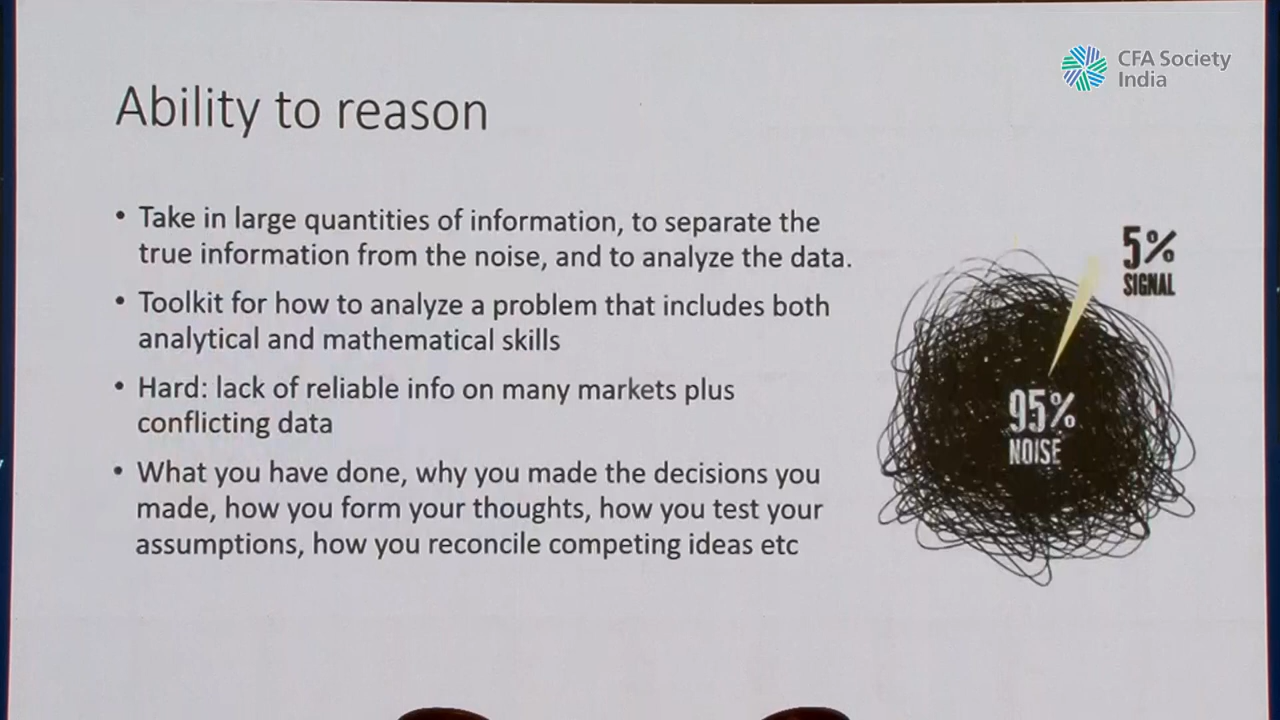 CFA Society
India
Ability to reason
• Take in large quantities of information, to separate the
true information from the noise, and to analyze the data.
• Toolkit for how to analyze a problem that includes both
analytical and mathematical skills
• Hard: lack of reliable info on many markets plus
conflicting data
• What you have done, why you made the decisions you
made, how you form your thoughts, how you test your
assumptions, how you reconcile competing ideas etc
5%
SIGNAL
95%
NOISE